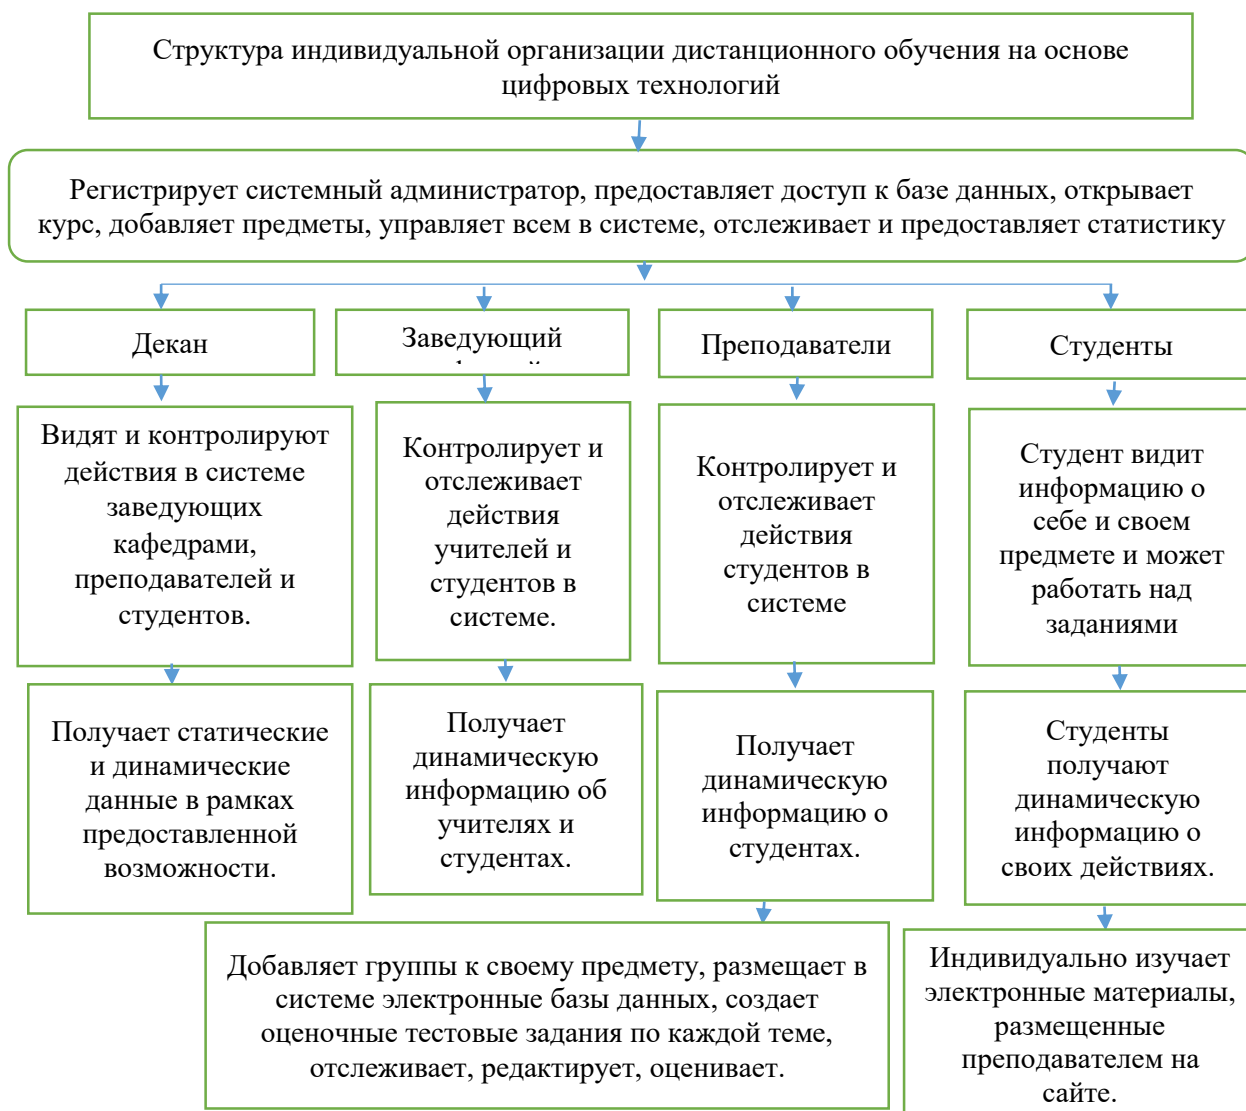 Структура индивидуальной организации дистанционного обучения на основе
цифровых технологий
Регистрирует системный администратор, предоставляет доступ к базе данных, открывает
курс, добавляет предметы, управляет всем в системе, отслеживает и предоставляет статистику
Декан
Заведующий
Преподаватели
Студенты
Видят и контролируют
действия в системе
заведующих
кафедрами,
преподавателей и
студентов.
Контролирует и
отслеживает
действия
учителей и
студентов в
системе.
Контролирует и
отслеживает
действия
студентов в
системе
Студент видит
информацию о
себе и своем
предмете и может
работать над
заданиями
Получает статические
и динамические
данные в рамках
предоставленной
возможности.
Получает
динамическую
информацию об
учителях и
студентах.
Получает
динамическую
информацию о
студентах.
Студенты
получают
динамическую
информацию о
своих действиях.
Добавляет группы к своему предмету, размещает в
системе электронные базы данных, создает
оценочные тестовые задания по каждой теме,
отслеживает, редактирует, оценивает.
Индивидуально изучает
электронные материалы,
размещенные
преподавателем на
сайте.